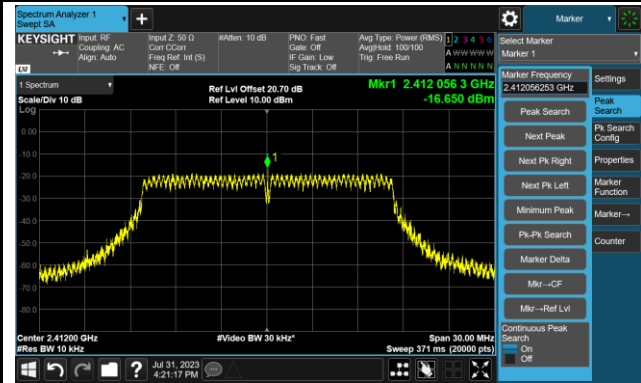 Spectrum Analyzer 1
Swept SA
+
Marker
KEYSIGHT
Input: RF
Coupling: AC
Align: Auto
Input Z: 50 Ω
Corr CCorr
Freq Ref: Int (S)
NFE: Off
#Atten: 10 dB
PNO: Fast
Gate: Off
IF Gain: Low
Sig Track: Off
Avg Type: Power (RMS)
Avg|Hold: 100/100
Trig: Free Run
1 2 3 4 5 6
A W W W W W
A N N N N N
LXI
Select Marker
Marker 1
1 Spectrum
Scale/Div 10 dB
Log
Ref Lvl Offset 20.70 dB
Ref Level 10.00 dBm
Mkr1 2.412 056 3 GHz
-16.650 dBm
0.00
-10.0
-20.0
-30.0
-40.0
-50.0
-60.0
-70.0
-80.0
1
Center 2.41200 GHz
#Res BW 10 kHz
#Video BW 30 kHz*
Span 30.00 MHz
Sweep 371 ms (20000 pts)
Marker Frequency
2.412056253 GHz
Peak Search
Next Peak
Next Pk Right
Next Pk Left
Minimum Peak
Pk-Pk Search
Marker Delta
Mkr→CF
Mkr→Ref Lvl
Continuous Peak
Search
On
Off
Settings
Peak
Search
Pk Search
Config
Properties
Marker
Function
Marker→
Counter
?
Jul 31, 2023
4:21:17 PM